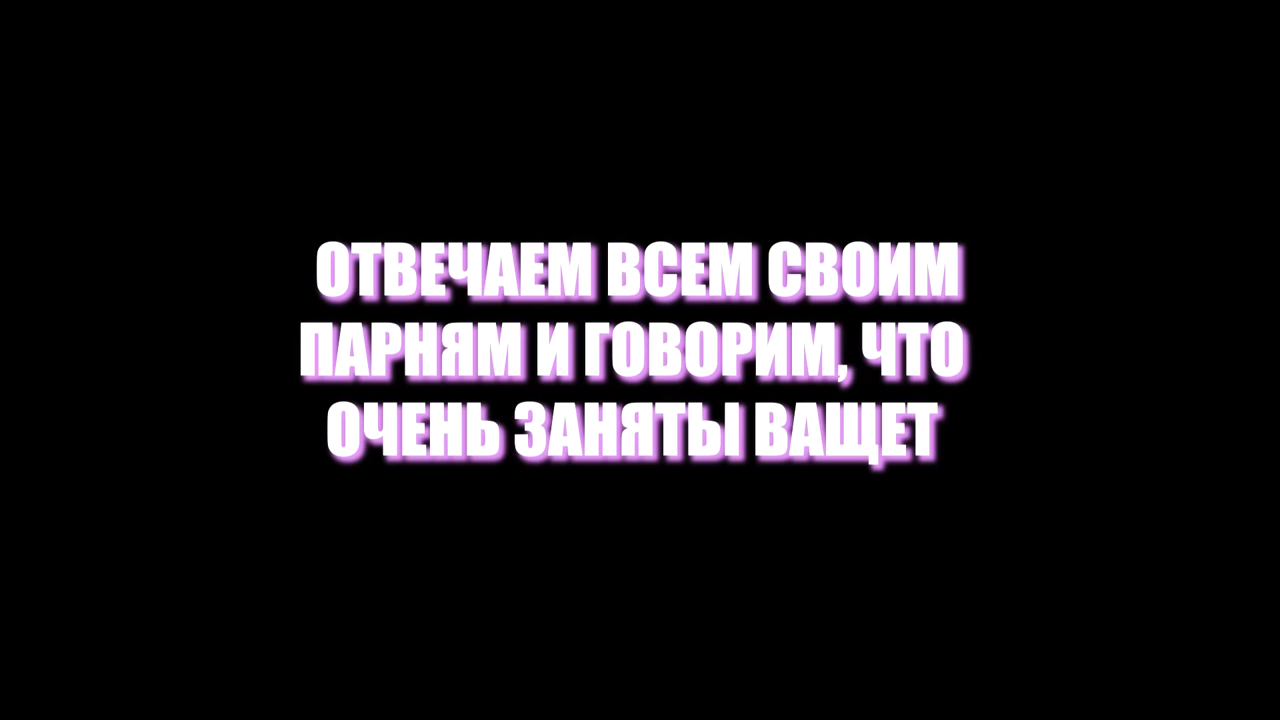 ОТВЕЧАЕМ ВСЕМ СВОИМ
ПАРНЯМ И ГОВОРИМ, ЧТО
ОЧЕНЬ ЗАНЯТЫ ВАЩЕТ